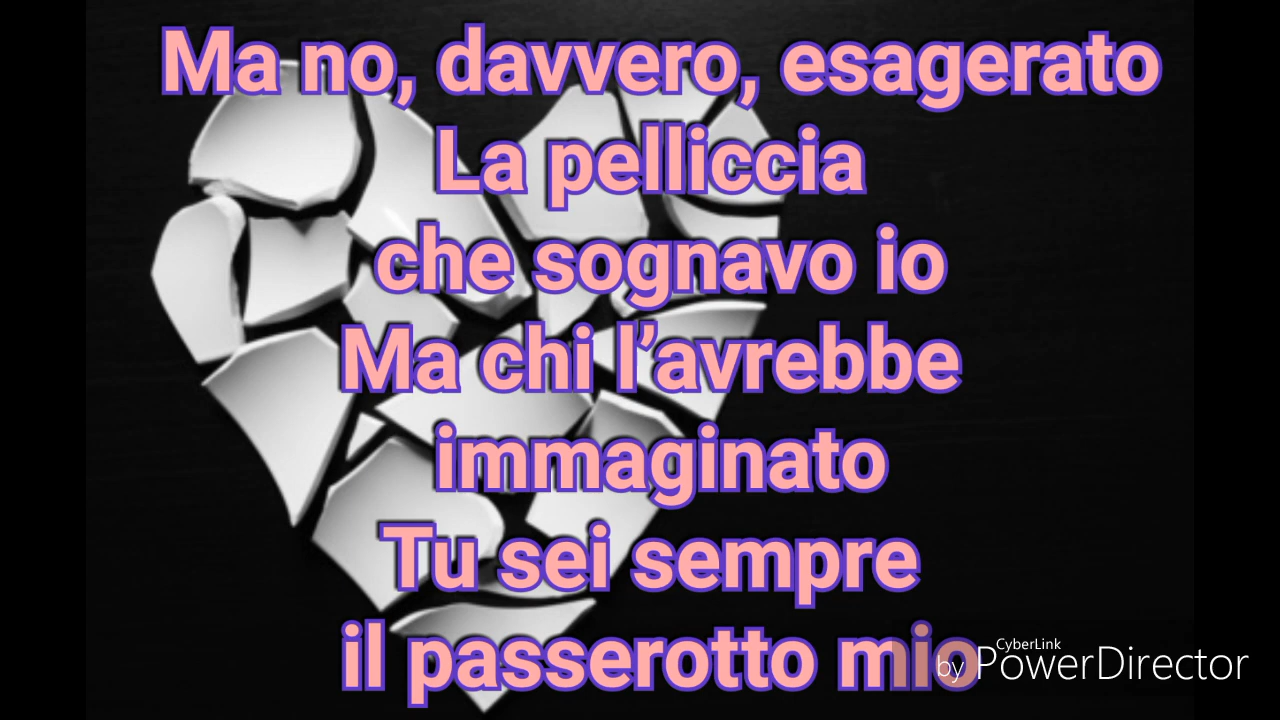 Ma no, davvero, esagerato
La pelliccia
che sognavo io
Ma chi l’avrebbe
immaginato
Tu sei sempre
il passerotto mio
CyberLink
by PowerDirector